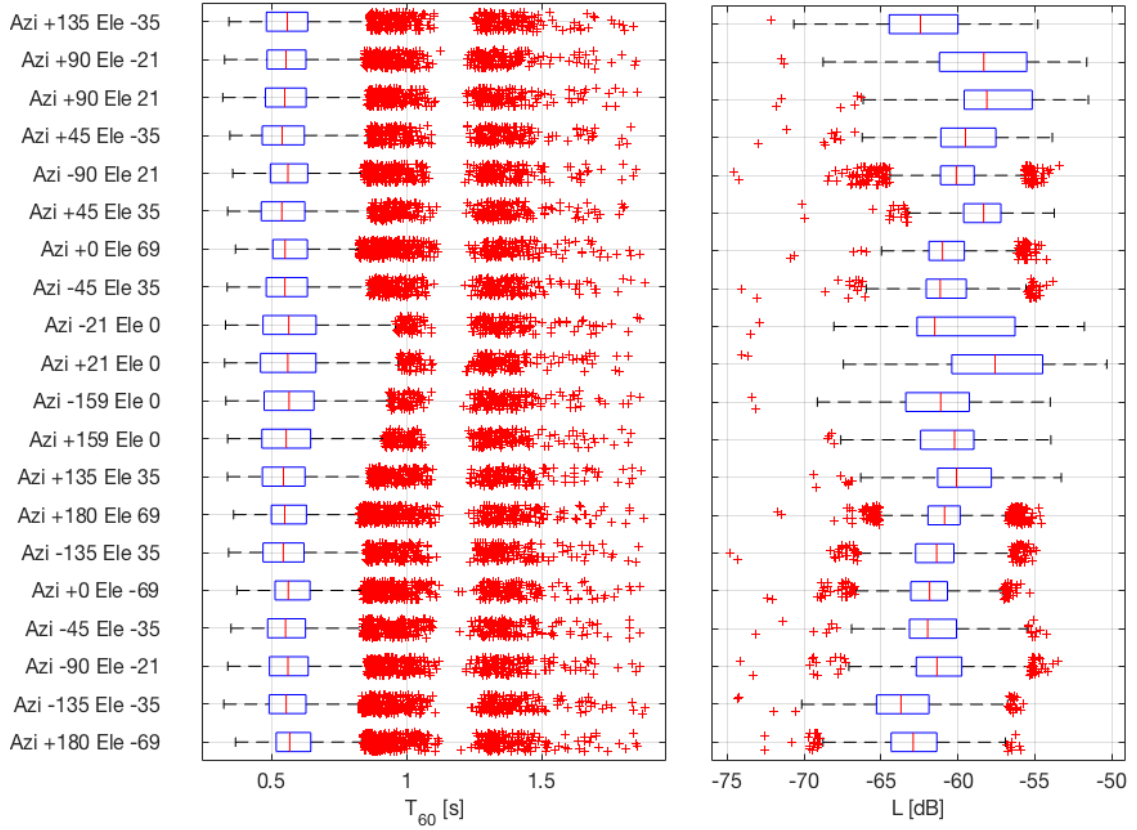 Azi +135 Ele -35
Azi +90 Ele -21
Azi +90 Ele 21
Azi +45 Ele -35
Azi -90 Ele 21
Azi +45 Ele 35
Azi +0 Ele 69
Azi -45 Ele 35
Azi -21 Ele 0
Azi +21 Ele 0
Azi -159 Ele 0
Azi +159 Ele 0
Azi +135 Ele 35
Azi +180 Ele 69
Azi -135 Ele 35
Azi +0 Ele -69
Azi -45 Ele -35
Azi -90 Ele -21
Azi -135 Ele -35
Azi +180 Ele -69
0.5 1 1.5 -75 -70 -65 -60 -55 -50
T60 [s] L [dB]